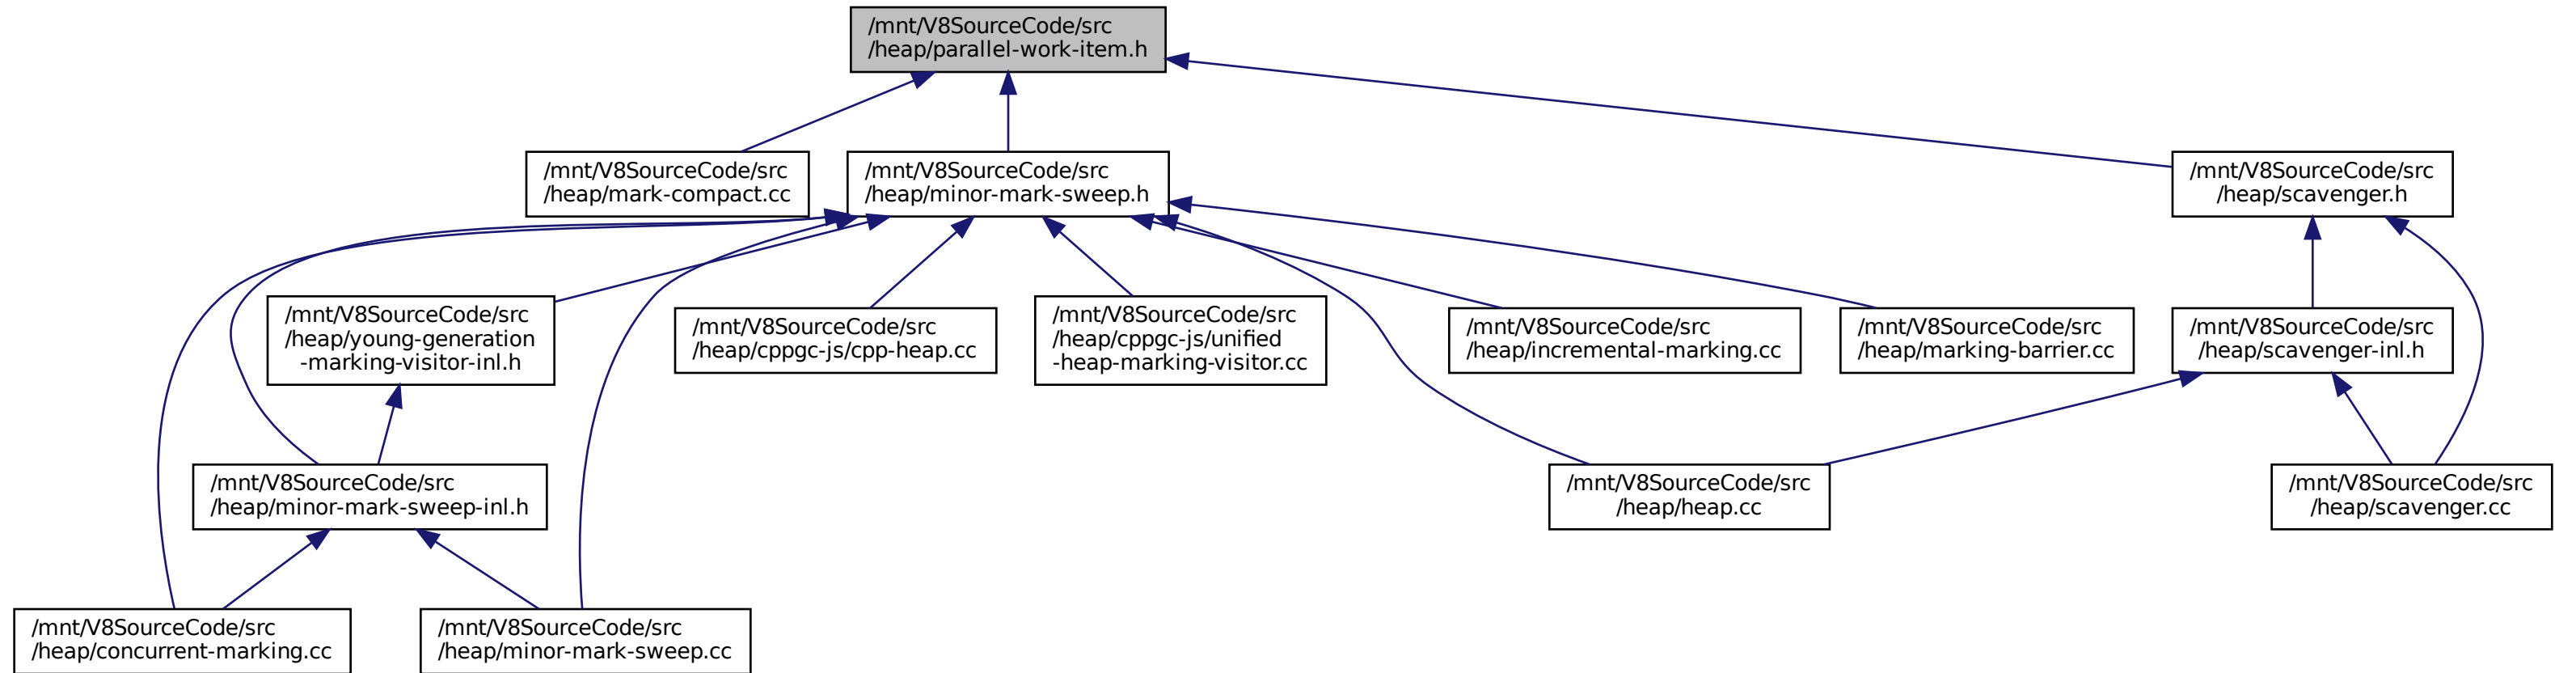 /mnt/V8SourceCode/src
/heap/parallel-work-item.h
/mnt/V8SourceCode/src
/heap/mark-compact.cc
/mnt/V8SourceCode/src
/heap/minor-mark-sweep.h
/mnt/V8SourceCode/src
/heap/scavenger.h
/mnt/V8SourceCode/src
/heap/young-generation
-marking-visitor-inl.h
/mnt/V8SourceCode/src
/heap/cppgc-js/cpp-heap.cc
/mnt/V8SourceCode/src
/heap/cppgc-js/unified
-heap-marking-visitor.cc
/mnt/V8SourceCode/src
/heap/incremental-marking.cc
/mnt/V8SourceCode/src
/heap/marking-barrier.cc
/mnt/V8SourceCode/src
/heap/scavenger-inl.h
/mnt/V8SourceCode/src
/heap/minor-mark-sweep-inl.h
/mnt/V8SourceCode/src
/heap/heap.cc
/mnt/V8SourceCode/src
/heap/scavenger.cc
/mnt/V8SourceCode/src
/heap/concurrent-marking.cc
/mnt/V8SourceCode/src
/heap/minor-mark-sweep.cc